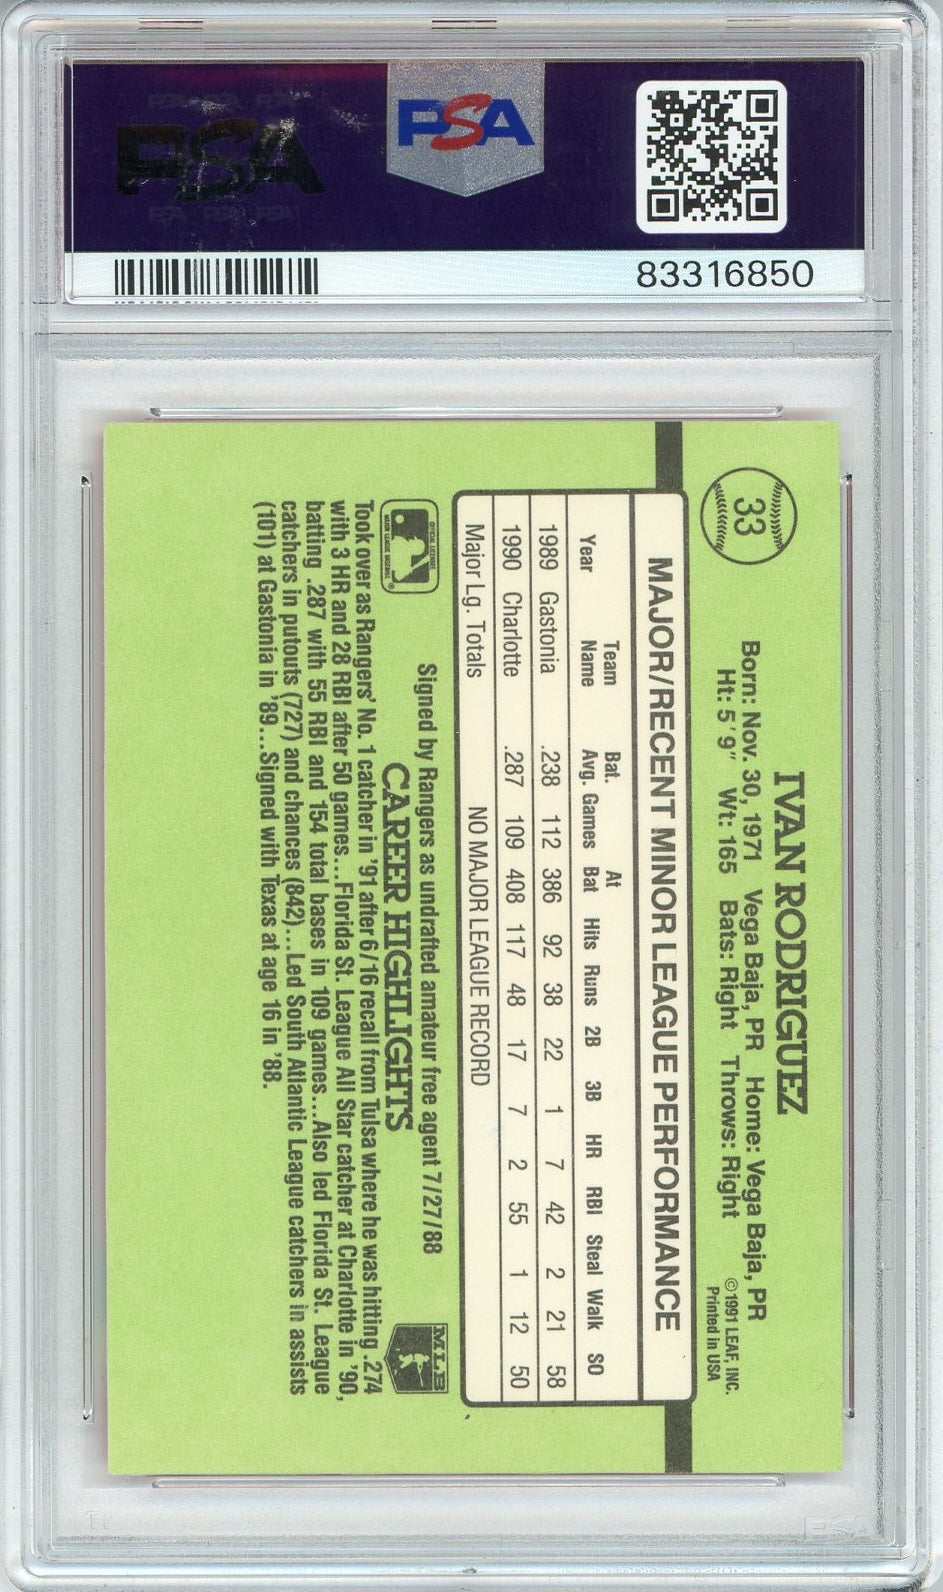 PSA
PSA
83316850
33
IVAN RODRIGUEZ
Born: Nov. 30, 1971 Vega Baja, PR Home: Vega Baja, PR
Ht: 5'9" Wt: 165 Bats: Right Throws: Right
©1991 LEAF, INC.
Printed in USA
MAJOR/RECENT MINOR LEAGUE PERFORMANCE
Year Team Name Bat. Avg. Games At Bat Hits Runs 2B 3B HR RBI Steal Walk SO
1989 Gastonia .238 112 386 92 38 22 1 7 42 2 21 58
1990 Charlotte .287 109 408 117 48 17 7 2 55 1 12 50
Major Lg. Totals NO MAJOR LEAGUE RECORD
OFFICIAL LICENSEE
MAJOR LEAGUE BASEBALL
Signed by Rangers as undrafted amateur free agent 7/27/88
MLB
CAREER HIGHLIGHTS
Took over as Rangers' No. 1 catcher in '91 after 6/16 recall from Tulsa where he was hitting .274
with 3 HR and 28 RBI after 50 games...Florida St. League All Star catcher at Charlotte in '90,
batting .287 with 55 RBI and 154 total bases in 109 games...Also led Florida St. League
catchers in putouts (727) and chances (842)...Led South Atlantic League catchers in assists
(101) at Gastonia in '89...Signed with Texas at age 16 in '88.
PSA